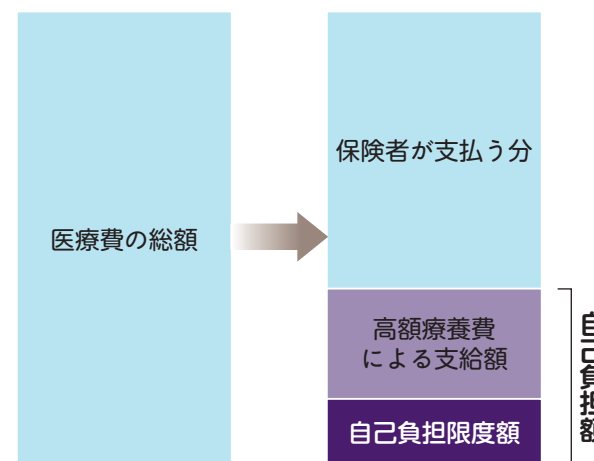 医療費の総額
保険者が支払う分
高額療養費
による支給額
自己負担限度額
自己負担額